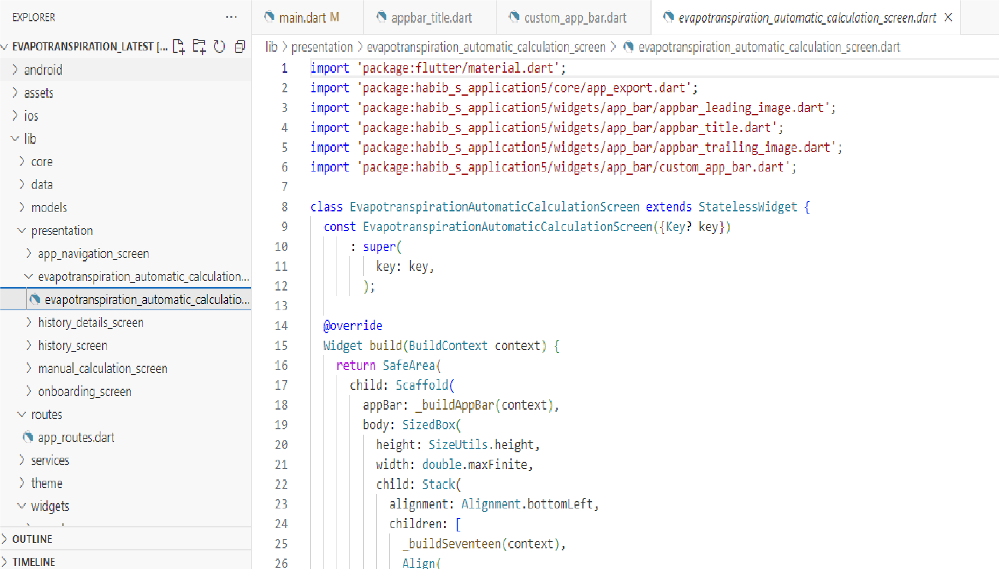 EXPLORER
EVAPOTRANSPIRATION_LATEST [...
android
assets
ios
lib
core
data
models
presentation
app_navigation_screen
evapotranspiration_automatic_calculation...
evapotranspiration_automatic_calculatio...
history_details_screen
history_screen
manual_calculation_screen
onboarding_screen
routes
app_routes.dart
services
theme
widgets
OUTLINE
TIMELINE
main.dart M
appbar_title.dart
custom_app_bar.dart
evapotranspiration_automatic_calculation_screen.dart
lib > presentation > evapotranspiration_automatic_calculation_screen > evapotranspiration_automatic_calculation_screen.dart
1 import 'package:flutter/material.dart';
2 import 'package:habib_s_application5/core/app_export.dart';
3 import 'package:habib_s_application5/widgets/app_bar/appbar_leading_image.dart';
4 import 'package:habib_s_application5/widgets/app_bar/appbar_title.dart';
5 import 'package:habib_s_application5/widgets/app_bar/appbar_trailing_image.dart';
6 import 'package:habib_s_application5/widgets/app_bar/custom_app_bar.dart';
7
8 class EvapotranspirationAutomaticCalculationScreen extends StatelessWidget {
9 const EvapotranspirationAutomaticCalculationScreen({Key? key})
10 : super(
11 key: key,
12 );
13
14 @override
15 Widget build(BuildContext context) {
16 return SafeArea(
17 child: Scaffold(
18 appBar: _buildAppBar(context),
19 body: SizedBox(
20 height: SizeUtils.height,
21 width: double.maxFinite,
22 child: Stack(
23 alignment: Alignment.bottomLeft,
24 children: [
25 _buildSeventeen(context),
26 Align(